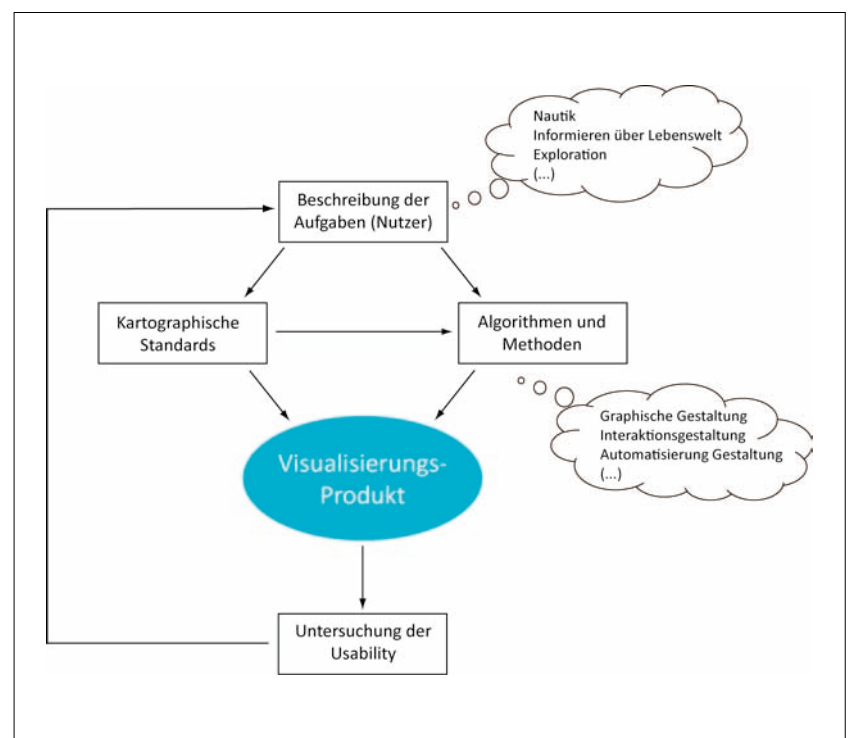 Nautik
Informieren über Lebenswelt
Exploration
(...)
Beschreibung der
Aufgaben (Nutzer)
Kartographische
Standards
Algorithmen und
Methoden
Graphische Gestaltung
Interaktionsgestaltung
Automatisierung Gestaltung
(...)
Visualisierungs-
Produkt
Untersuchung der
Usability